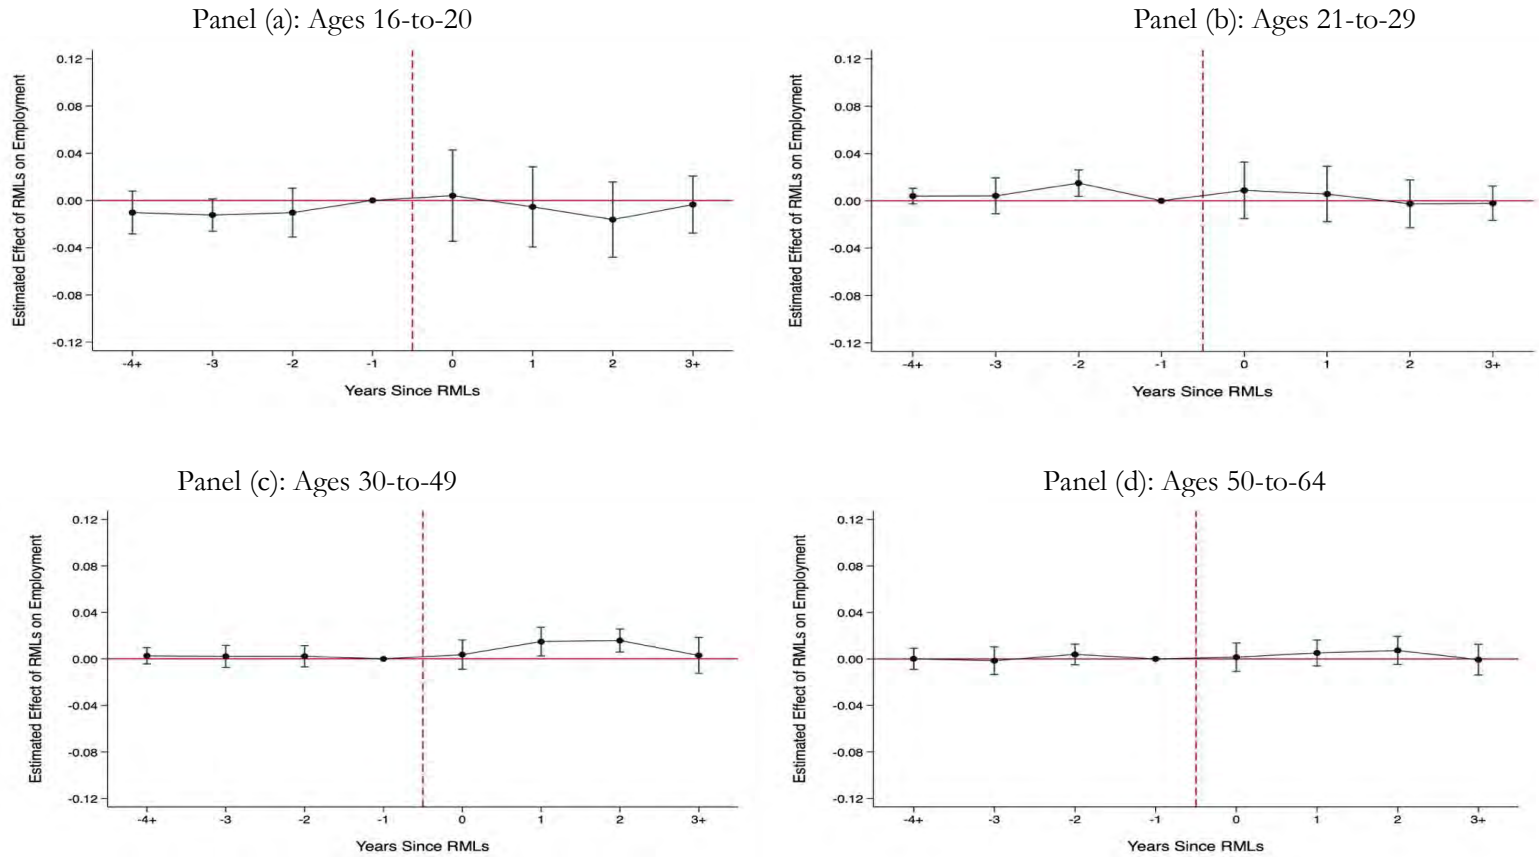 Panel (a): Ages 16-to-20
Estimated Effect of RMLs on Employment
0.12
0.08
0.04
0.00
-0.04
-0.08
-0.12
-4+ -3 -2 -1 0 1 2 3+
Years Since RMLs
Panel (b): Ages 21-to-29
Estimated Effect of RMLs on Employment
0.12
0.08
0.04
0.00
-0.04
-0.08
-0.12
-4+ -3 -2 -1 0 1 2 3+
Years Since RMLs
Panel (c): Ages 30-to-49
Estimated Effect of RMLs on Employment
0.12
0.08
0.04
0.00
-0.04
-0.08
-0.12
-4+ -3 -2 -1 0 1 2 3+
Years Since RMLs
Panel (d): Ages 50-to-64
Estimated Effect of RMLs on Employment
0.12
0.08
0.04
0.00
-0.04
-0.08
-0.12
-4+ -3 -2 -1 0 1 2 3+
Years Since RMLs